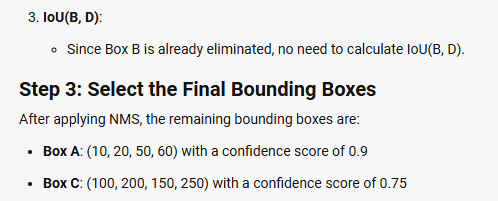 3. IoU(B, D):
Since Box B is already eliminated, no need to calculate IoU(B, D).
Step 3: Select the Final Bounding Boxes
After applying NMS, the remaining bounding boxes are:
Box A: (10, 20, 50, 60) with a confidence score of 0.9
Box C: (100, 200, 150, 250) with a confidence score of 0.75